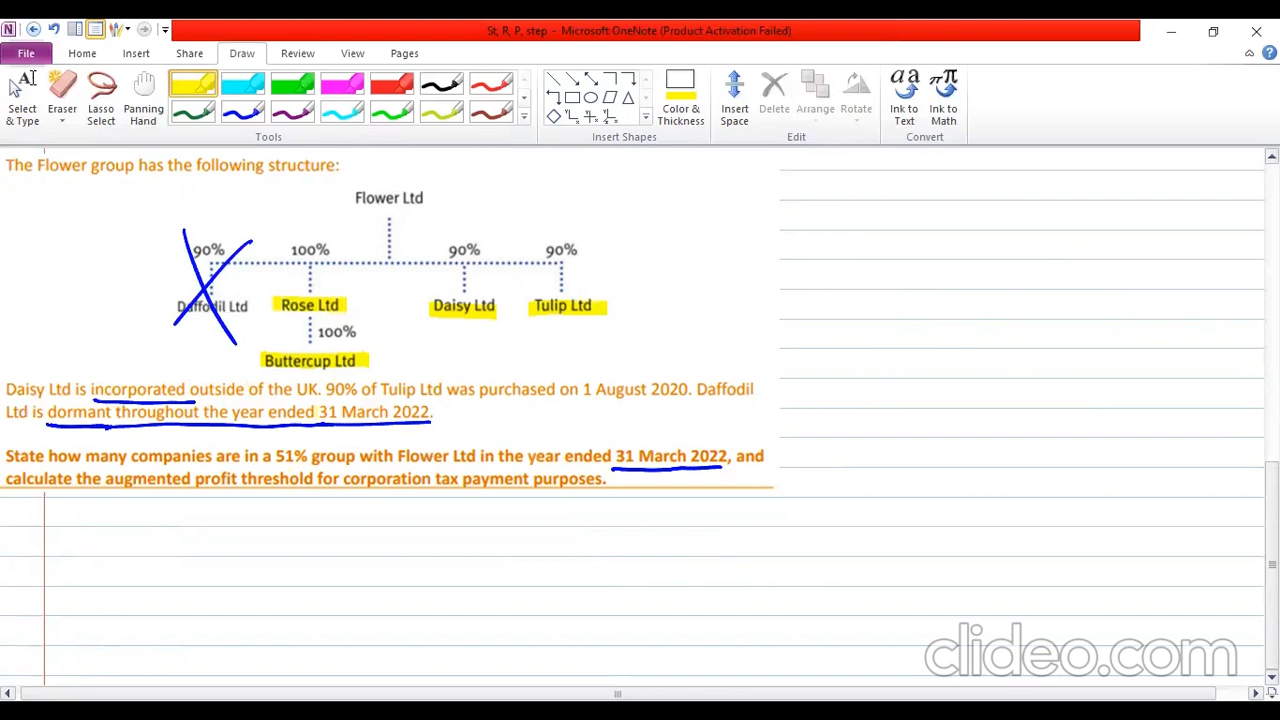 St, R, P, step - Microsoft OneNote (Product Activation Failed)
File Home Insert Share Draw Review View Pages
Select & Type
Eraser
Lasso Select
Panning Hand
Color & Thickness
Insert Space
Delete
Arrange
Rotate
Ink to Text
Ink to Math
Tools
Insert Shapes
Edit
Convert
The Flower group has the following structure:
Flower Ltd
90% 100% 90% 90%
Daffodil Ltd Rose Ltd Daisy Ltd Tulip Ltd
100%
Buttercup Ltd
Daisy Ltd is incorporated outside of the UK. 90% of Tulip Ltd was purchased on 1 August 2020. Daffodil
Ltd is dormant throughout the year ended 31 March 2022.
State how many companies are in a 51% group with Flower Ltd in the year ended 31 March 2022, and
calculate the augmented profit threshold for corporation tax payment purposes.
clideo.com